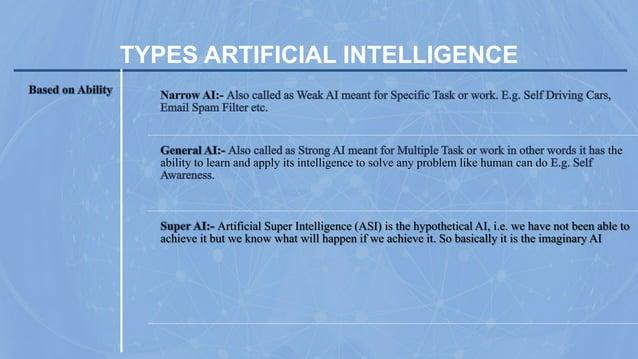 TYPES ARTIFICIAL INTELLIGENCE
Based on Ability
Narrow AI:- Also called as Weak AI meant for Specific Task or work. E.g. Self Driving Cars,
Email Spam Filter etc.
General AI:- Also called as Strong AI meant for Multiple Task or work in other words it has the
ability to learn and apply its intelligence to solve any problem like human can do E.g. Self
Awareness.
Super AI:- Artificial Super Intelligence (ASI) is the hypothetical AI, i.e. we have not been able to
achieve it but we know what will happen if we achieve it. So basically it is the imaginary AI